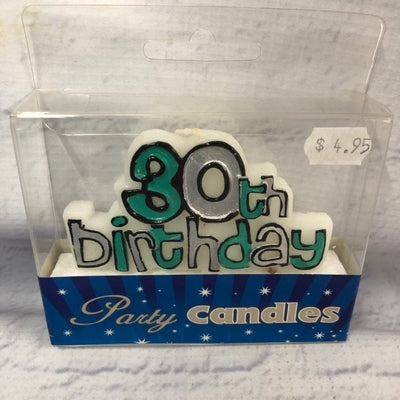 $ 4.95
30th
birthday
Party Candles